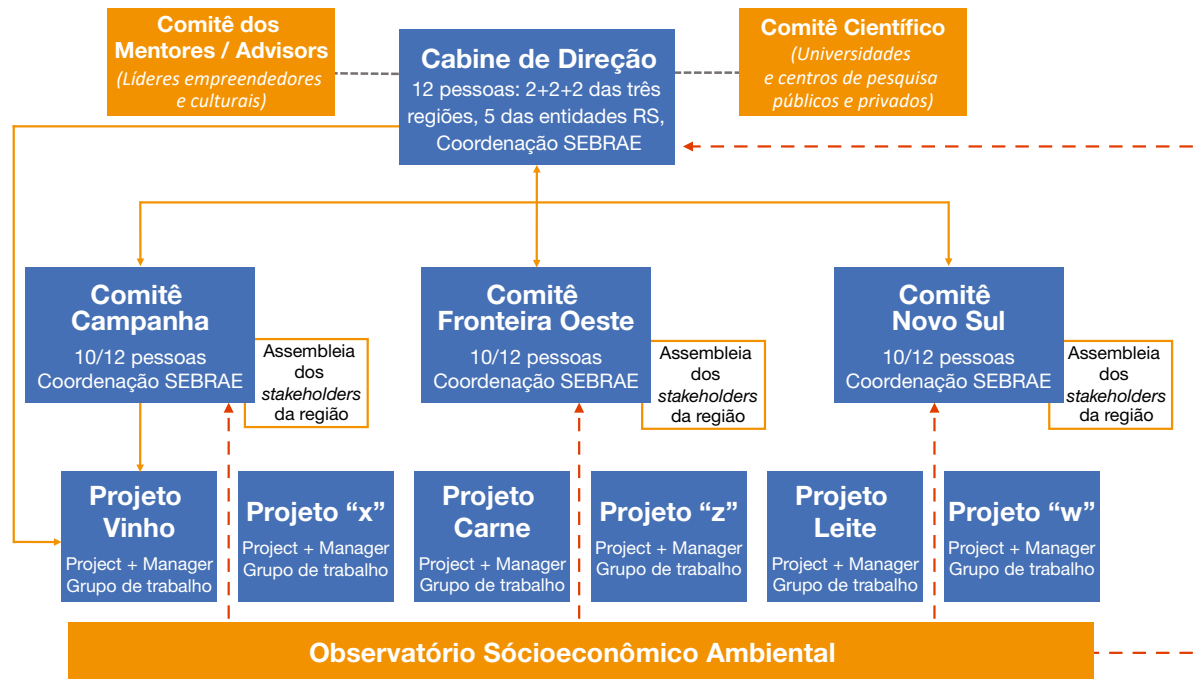 Comitê dos
Mentores / Advisors
(Líderes empreendedores
e culturais)
Cabine de Direção
12 pessoas: 2+2+2 das três
regiões, 5 das entidades RS,
Coordenação SEBRAE
Comitê Científico
(Universidades
e centros de pesquisa
públicos e privados)
Comitê
Campanha
10/12 pessoas
Coordenação SEBRAE
Assembleia
dos
stakeholders
da região
Comitê
Fronteira Oeste
10/12 pessoas
Coordenação SEBRAE
Assembleia
dos
stakeholders
da região
Comitê
Novo Sul
10/12 pessoas
Coordenação SEBRAE
Assembleia
dos
stakeholders
da região
Projeto
Vinho
Project + Manager
Grupo de trabalho
Projeto “x”
Project + Manager
Grupo de trabalho
Projeto
Carne
Project + Manager
Grupo de trabalho
Projeto “z”
Project + Manager
Grupo de trabalho
Projeto
Leite
Project + Manager
Grupo de trabalho
Projeto “w”
Project + Manager
Grupo de trabalho
Observatório Sócioeconômico Ambiental